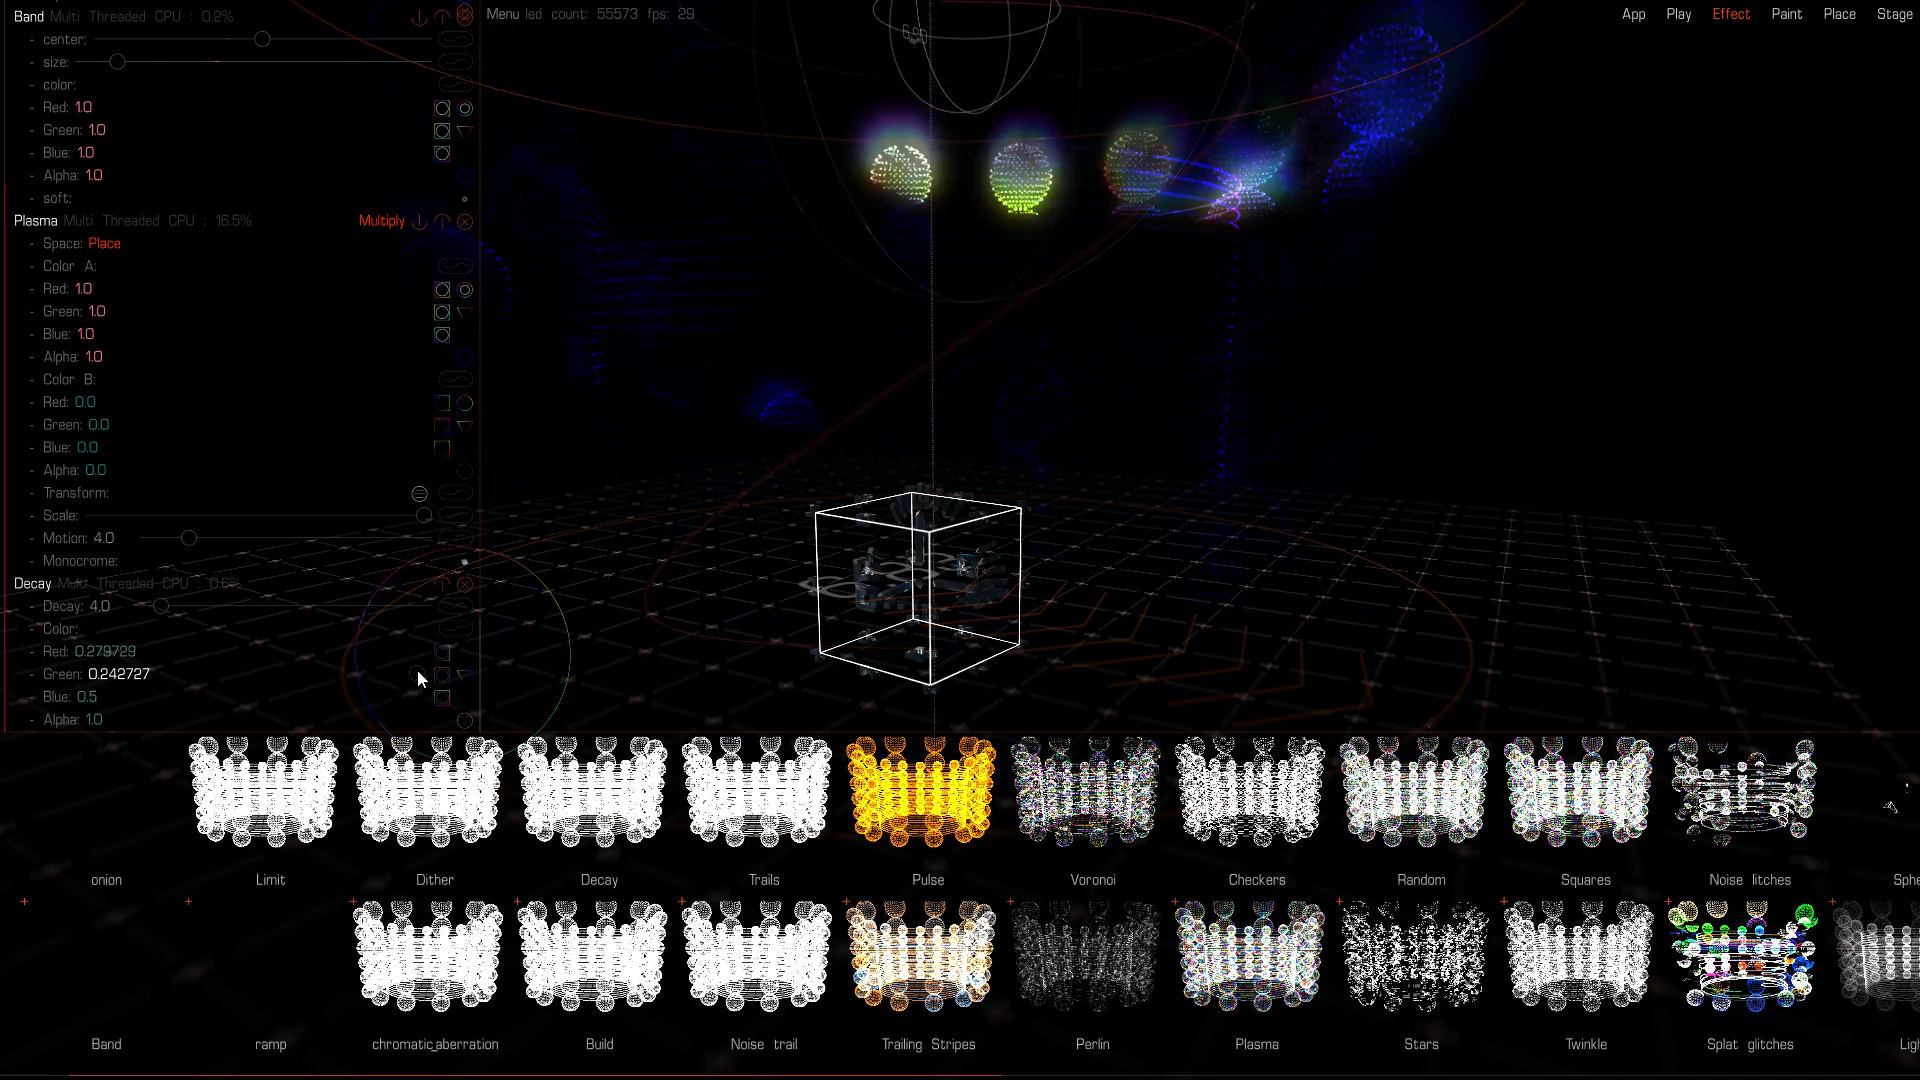 Band Multi Threaded CPU : 0.2%
- center:
- size:
- color:
- Red: 1.0
- Green: 1.0
- Blue: 1.0
- Alpha: 1.0
- soft:
Plasma Multi Threaded CPU : 16.5% Multiply
- Space: Place
- Color A:
- Red: 1.0
- Green: 1.0
- Blue: 1.0
- Alpha: 1.0
- Color B:
- Red: 0.0
- Green: 0.0
- Blue: 0.0
- Alpha: 0.0
- Transform:
- Scale:
- Motion: 4.0
- Monocrome:
Decay Multi Threaded CPU : 0.6%
- Decay: 4.0
- Color:
- Red: 0.279729
- Green: 0.242727
- Blue: 0.5
- Alpha: 1.0
Menu led count: 55573 fps: 29
App Play Effect Paint Place Stage
onion Limit Dither Decay Trails Pulse Voronoi Checkers Random Squares Noise litches Sphe
Band ramp chromatic_aberration Build Noise trail Trailing Stripes Perlin Plasma Stars Twinkle Splat glitches Ligh